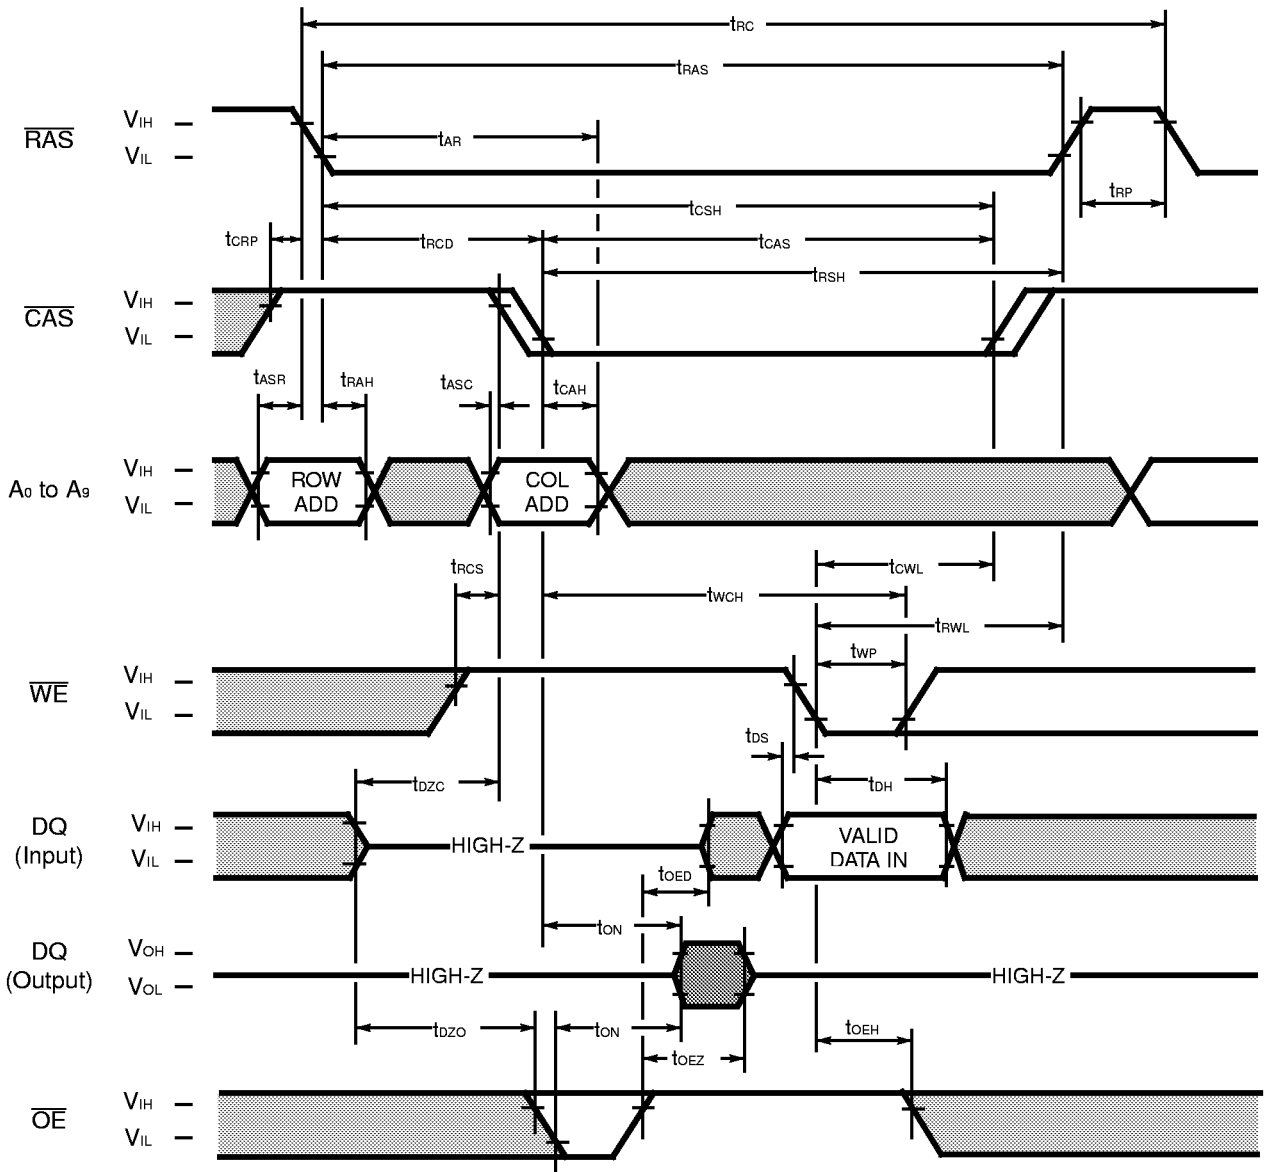 tRC
tRAS
RAS
VIH
VIL
tAR
tRP
tCSH
tCRP
tRCD
tCAS
tRSH
CAS
VIH
VIL
tASR
tRAH
tASC
tCAH
A0 to A9
VIH
VIL
ROW
ADD
COL
ADD
tRCS
tCWL
tWCH
tRWL
tWP
WE
VIH
VIL
tDS
tDZC
tDH
DQ
(Input)
VIH
VIL
HIGH-Z
VALID
DATA IN
tOED
tON
DQ
(Output)
VOH
VOL
HIGH-Z
HIGH-Z
tDZO
tON
tOEZ
tOEH
OE
VIH
VIL